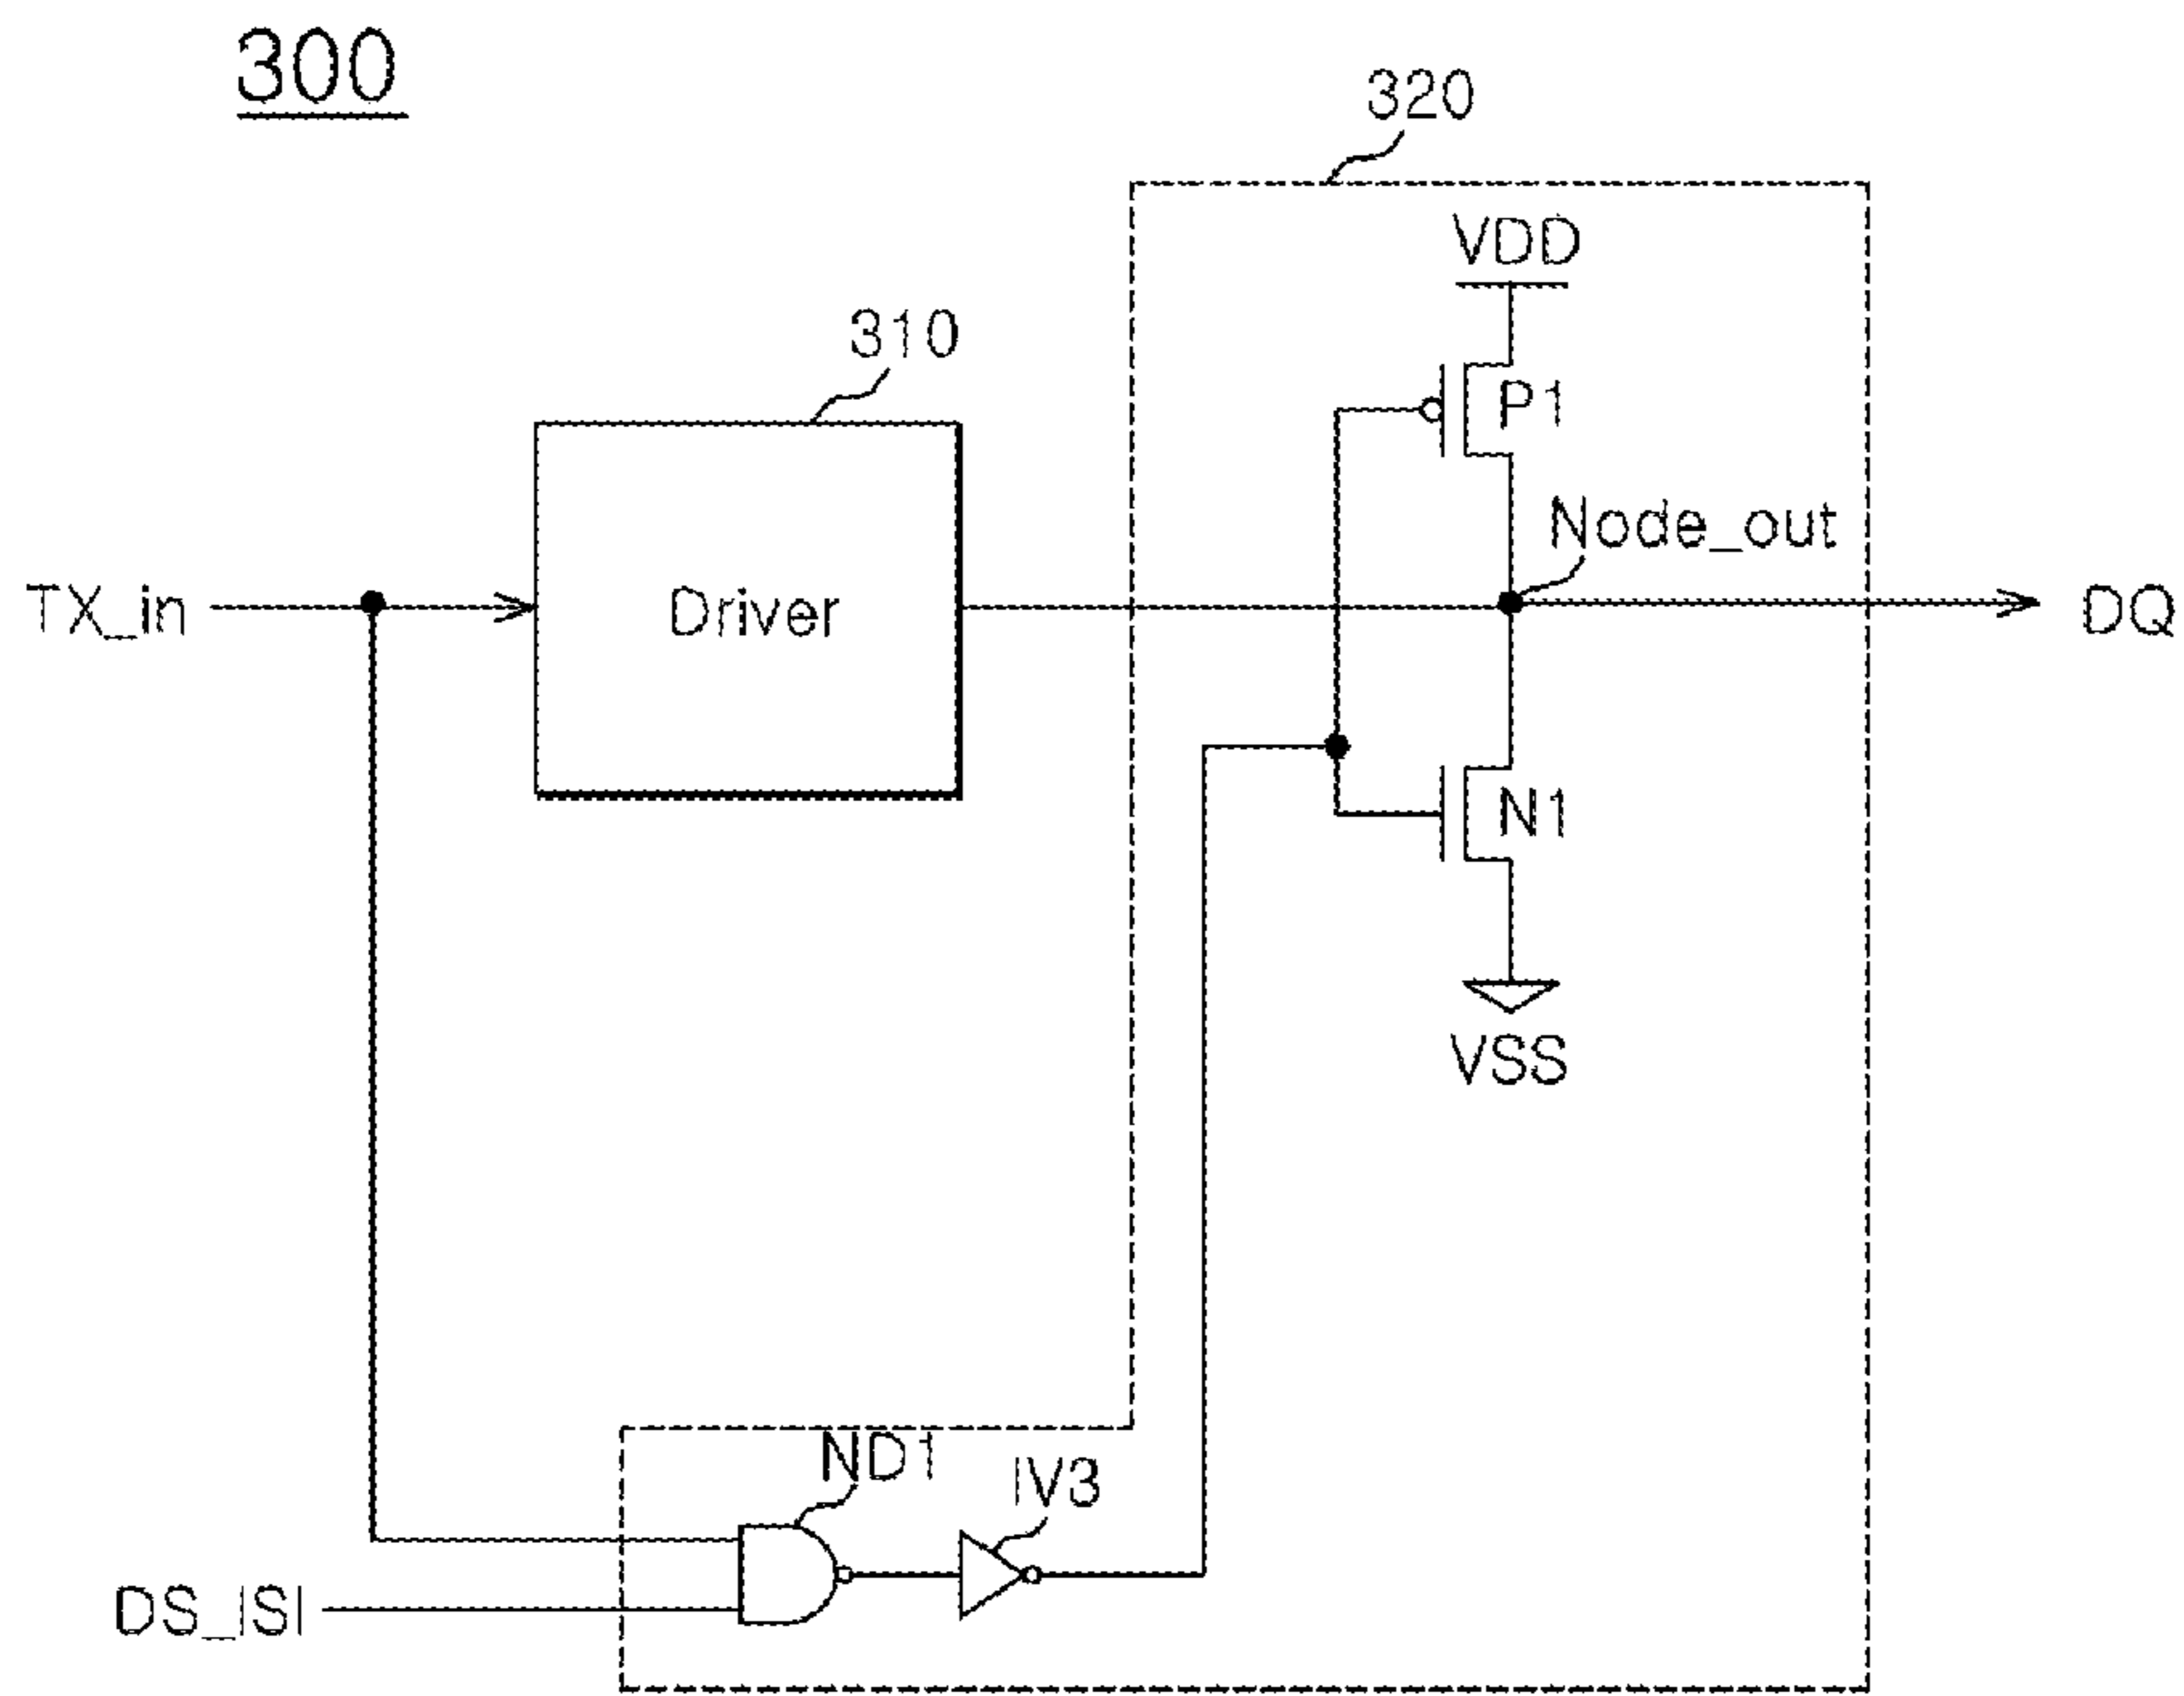 300
320
VDD
310
P1
Node_out
TX_in
Driver
DQ
N1
VSS
ND1
IV3
DS_ISI